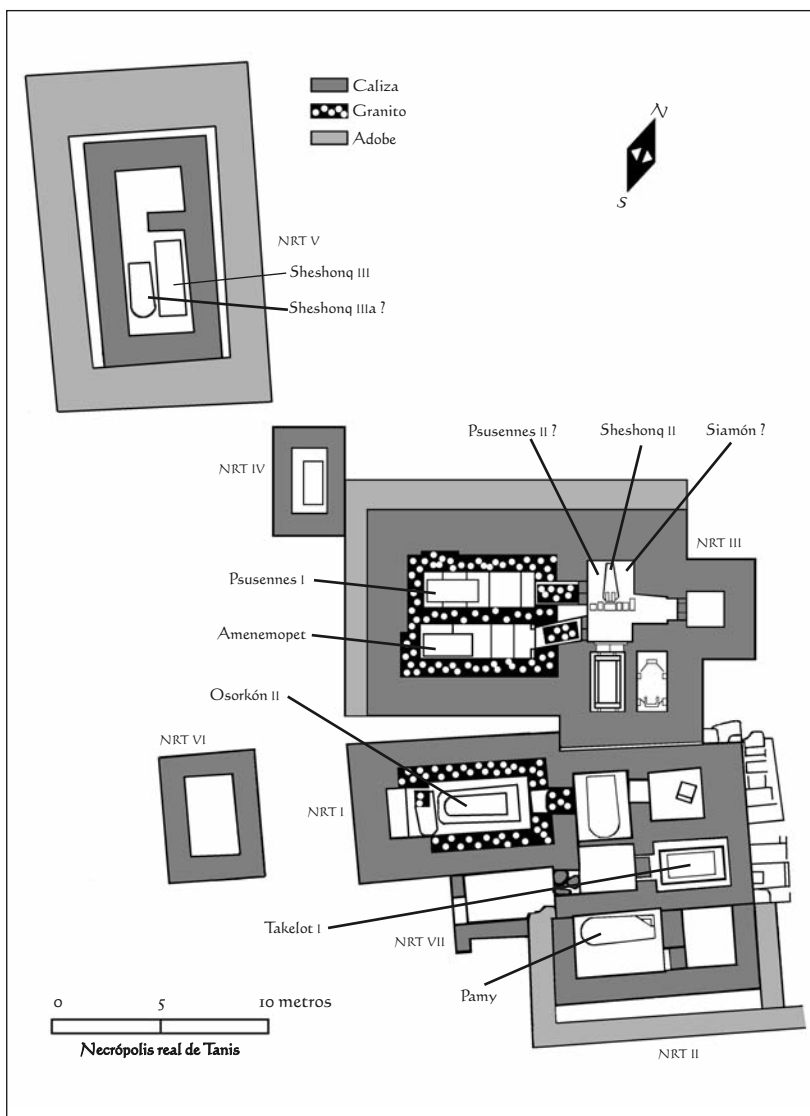 Caliza
Granito
Adobe
N
S
NRT V
Sheshonq III
Sheshonq IIIa ?
Psusennes II ?
Sheshonq II
Siamón ?
NRT IV
NRT III
Psusennes I
Amenemopet
Osorkón II
NRT VI
NRT I
Takelot I
NRT VII
Pamy
0 5 10 metros
Necrópolis real de Tanis
NRT II